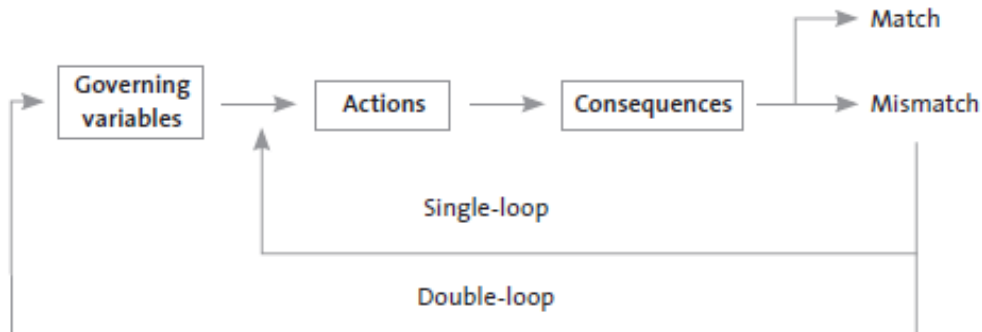 Match
Governing
variables
Actions
Consequences
Mismatch
Single-loop
Double-loop